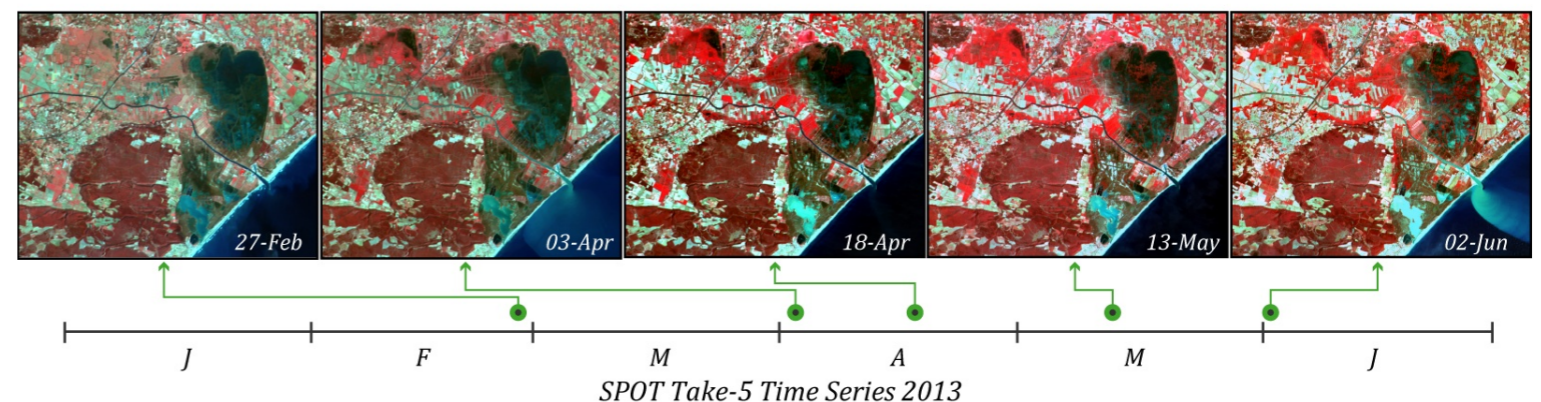 27-Feb
03-Apr
18-Apr
13-May
02-Jun
J
F
M
A
M
J
SPOT Take-5 Time Series 2013